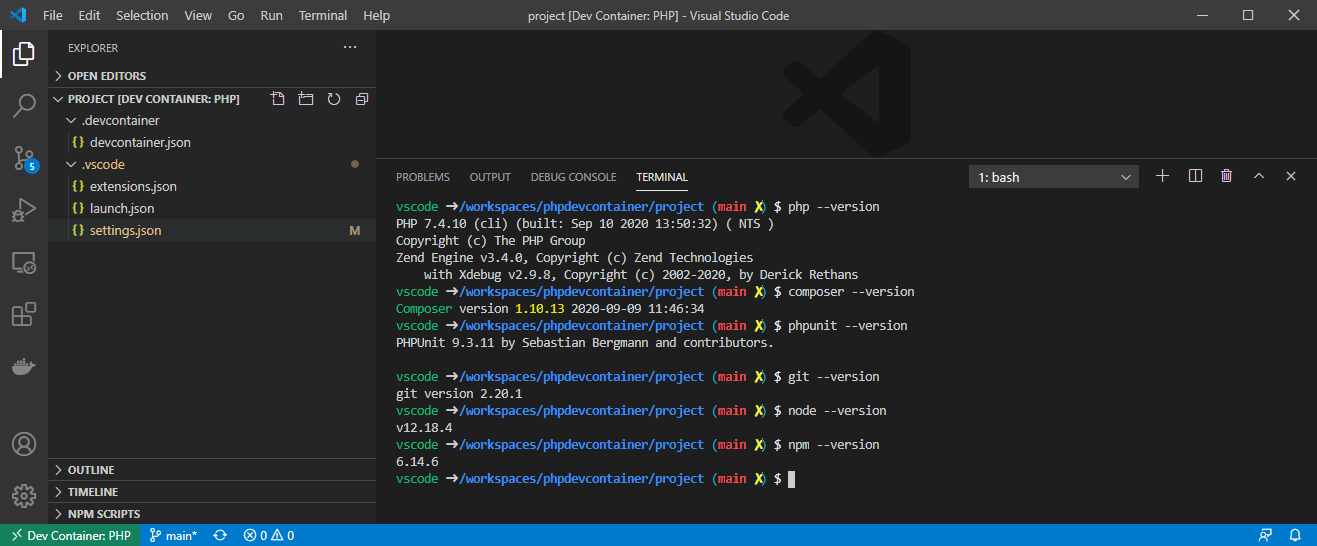 File Edit Selection View Go Run Terminal Help project [Dev Container: PHP] - Visual Studio Code
EXPLORER
OPEN EDITORS
PROJECT [DEV CONTAINER: PHP]
.devcontainer
{} devcontainer.json
.vscode
{} extensions.json
{} launch.json
{} settings.json M
OUTLINE
TIMELINE
NPM SCRIPTS
5
PROBLEMS OUTPUT DEBUG CONSOLE TERMINAL 1: bash
vscode ➜/workspaces/phpdevcontainer/project (main ✗) $ php --version
PHP 7.4.10 (cli) (built: Sep 10 2020 13:50:32) ( NTS )
Copyright (c) The PHP Group
Zend Engine v3.4.0, Copyright (c) Zend Technologies
    with Xdebug v2.9.8, Copyright (c) 2002-2020, by Derick Rethans
vscode ➜/workspaces/phpdevcontainer/project (main ✗) $ composer --version
Composer version 1.10.13 2020-09-09 11:46:34
vscode ➜/workspaces/phpdevcontainer/project (main ✗) $ phpunit --version
PHPUnit 9.3.11 by Sebastian Bergmann and contributors.
vscode ➜/workspaces/phpdevcontainer/project (main ✗) $ git --version
git version 2.20.1
vscode ➜/workspaces/phpdevcontainer/project (main ✗) $ node --version
v12.18.4
vscode ➜/workspaces/phpdevcontainer/project (main ✗) $ npm --version
6.14.6
vscode ➜/workspaces/phpdevcontainer/project (main ✗) $
Dev Container: PHP main* 0 0